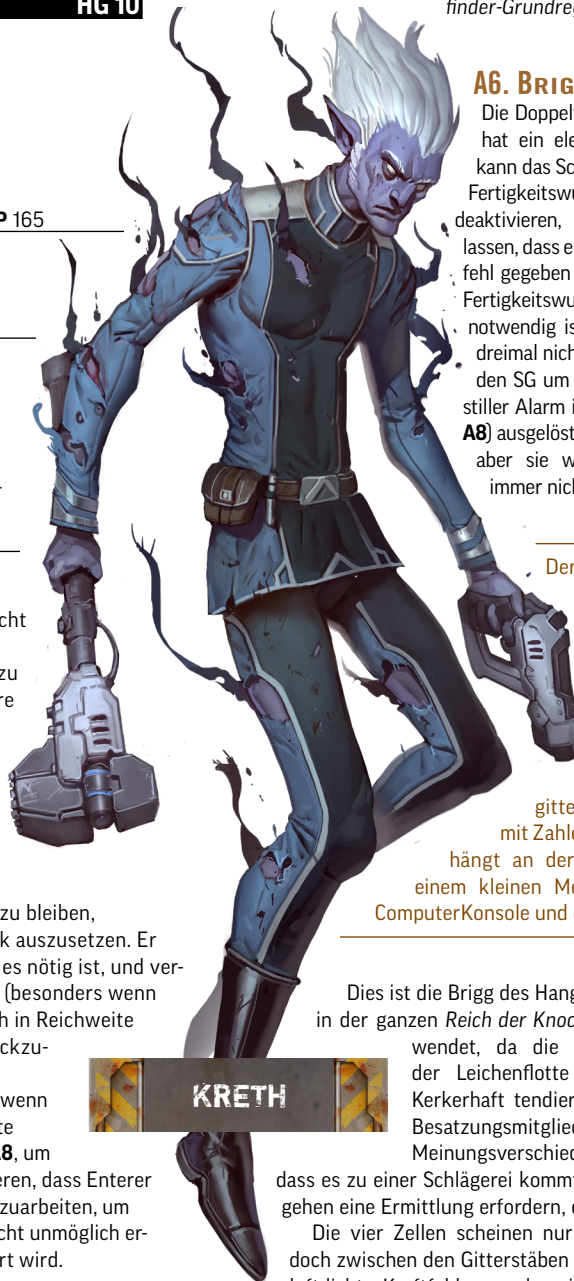 HG 10
P 165
cht
zu
re
zu bleiben,
k auszusetzen. Er
es nötig ist, und ver-
(besonders wenn
h in Reichweite
ckzu-
wenn
te
A8, um
eren, dass Enterer
zuarbeiten, um
cht unmöglich er-
rt wird.
KRETH
finder-Grundreg
A6. BRIG
Die Doppelt
hat ein ele
kann das Sc
Fertigkeitswu
deaktivieren,
lassen, dass e
fehl gegeben
Fertigkeitswu
notwendig is
dreimal nich
den SG um
stiller Alarm i
A8) ausgelöst
aber sie w
immer nich
Der
gitte
mit Zahle
hängt an der
einem kleinen Me
ComputerKonsole und
Dies ist die Brigg des Hang
in der ganzen Reich der Knoc
wendet, da die
der Leichenflotte
Kerkerhaft tendier
Besatzungsmitglied
Meinungsverschied
dass es zu einer Schlägerei kommt
gehen eine Ermittlung erfordern,
Die vier Zellen scheinen nur
doch zwischen den Gitterstäben